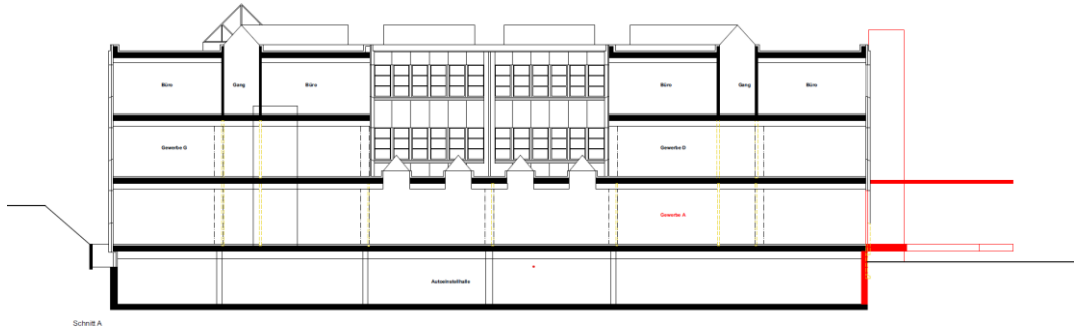 Büro
Gang
Büro
Büro
Gang
Büro
Gewerbe G
Gewerbe D
Gewerbe A
Autoeinstellhalle
Schnitt A